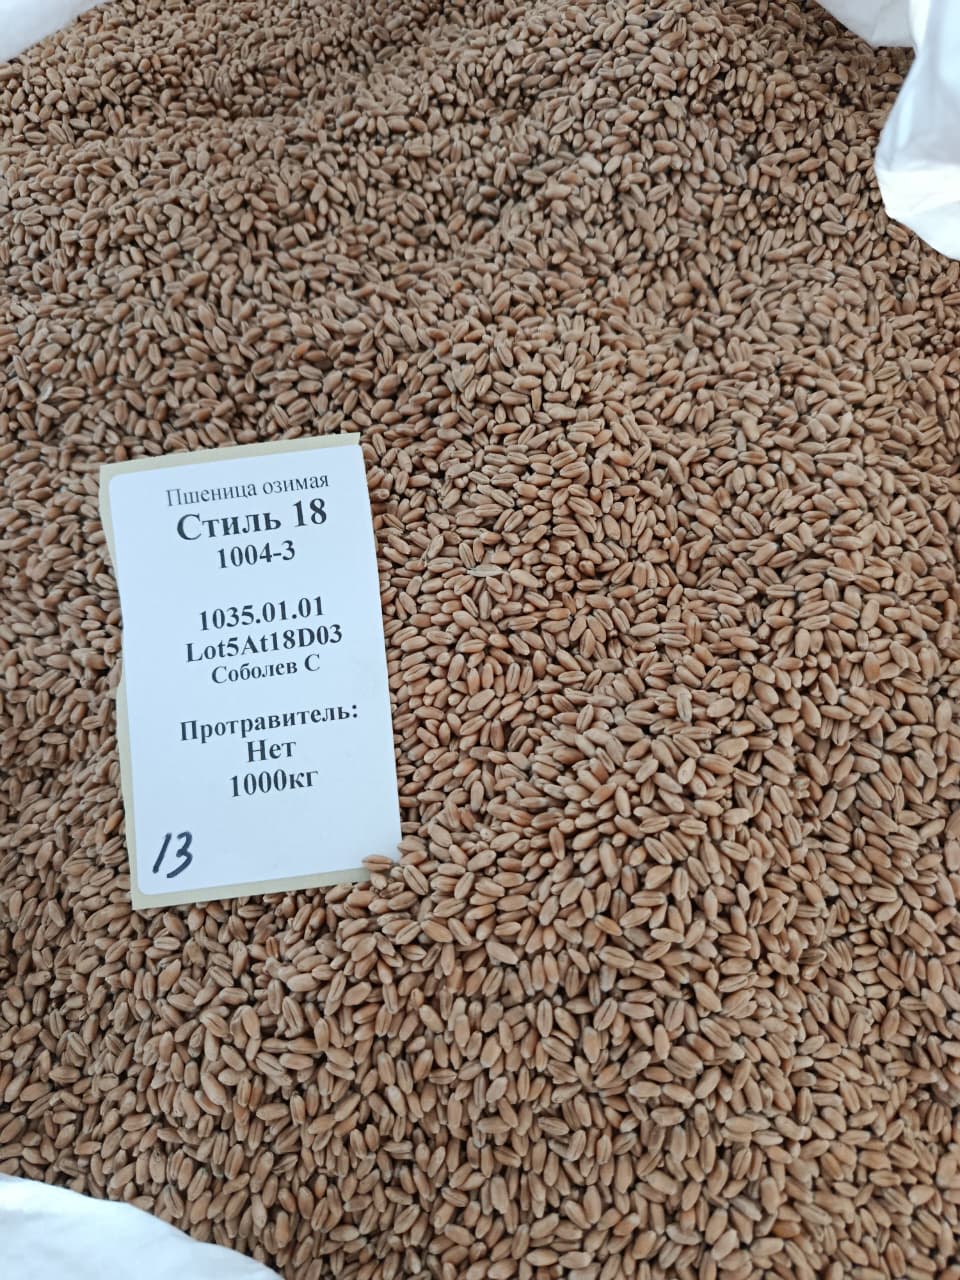 Пшеница озимая
Стиль 18
1004-3
1035.01.01
Lot5At18D03
Соболев С
Протравитель:
Нет
1000кг
13